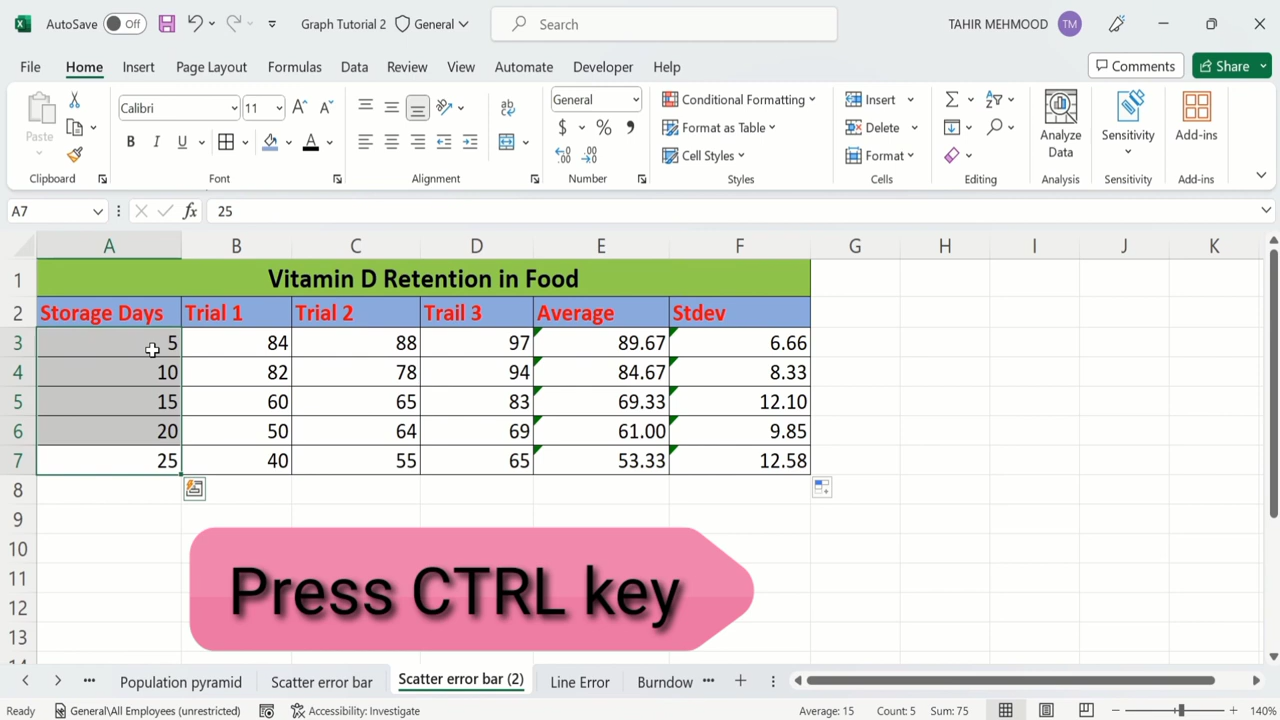 AutoSave Off Graph Tutorial 2 General Search TAHIR MEHMOOD TM
File Home Insert Page Layout Formulas Data Review View Automate Developer Help Comments Share
Paste Calibri 11 General Conditional Formatting Insert Analyze Data Sensitivity Add-ins
B I U A $ % , Format as Table Delete
Cell Styles Format
Clipboard Font Alignment Number Styles Cells Editing Analysis Sensitivity Add-ins
A7 fx 25
A B C D E F G H I J K
1 Vitamin D Retention in Food
2 Storage Days Trial 1 Trial 2 Trail 3 Average Stdev
3 5 84 88 97 89.67 6.66
4 10 82 78 94 84.67 8.33
5 15 60 65 83 69.33 12.10
6 20 50 64 69 61.00 9.85
7 25 40 55 65 53.33 12.58
8
9
10
11
12
13
Press CTRL key
Population pyramid Scatter error bar Scatter error bar (2) Line Error Burndow
Ready General\All Employees (unrestricted) Accessibility: Investigate Average: 15 Count: 5 Sum: 75 140%